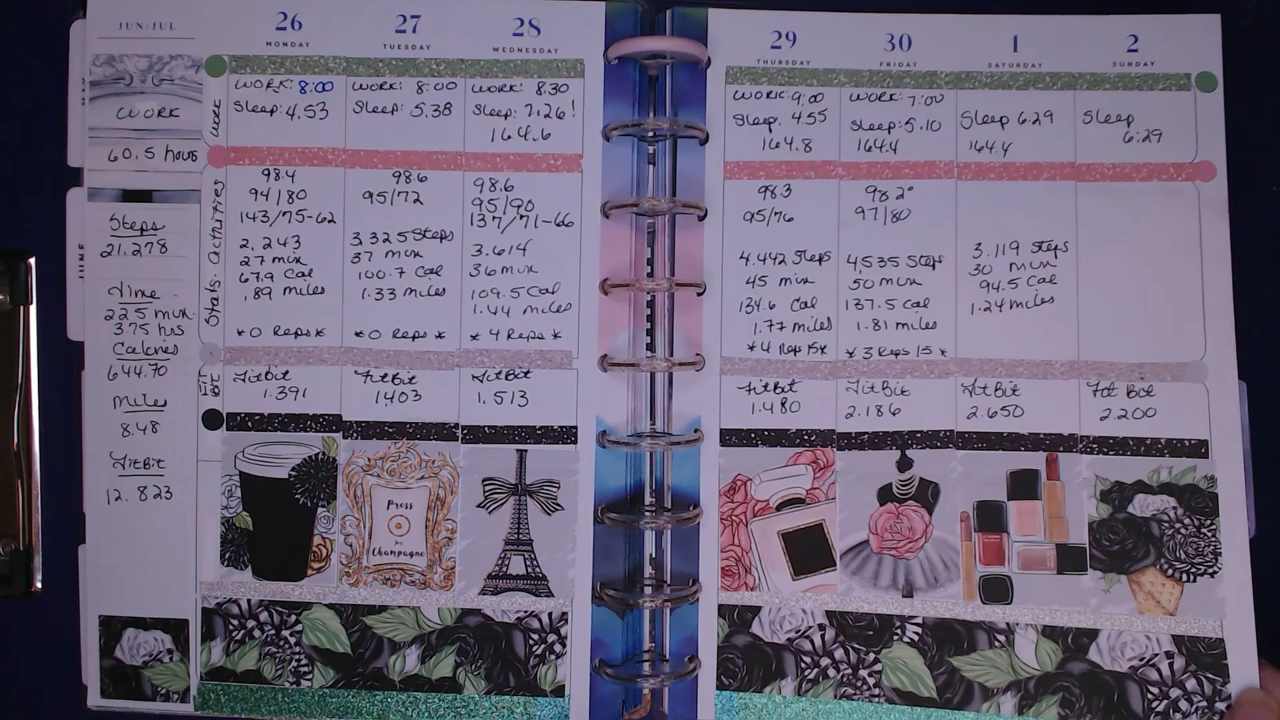 JUN·JUL
WORK
60.5 hours
Steps
21.278
Time
225 min
3.75 hrs
Calories
644.70
miles
8.48
FitBit
12.823
WORK
Stats: activities
FIT BIT
26
MONDAY
WORK: 8:00
Sleep: 4.53
98.4
94/80
143/75-62
2,243
27 min
67.9 Cal
.89 miles
*0 Reps*
FitBit
1.391
27
TUESDAY
WORK: 8:00
Sleep: 5.38
98.6
95/72
3.325 Steps
37 min
100.7 Cal
1.33 miles
*0 Reps *
FitBit
1403
Press
for
Champagne
28
WEDNESDAY
WORK: 8.30
Sleep: 7.26!
164.6
98.6
95/90
137/71-66
3.614
36 min
109.5 Cal
1.44 miles
* 4 Reps *
FitBit
1.513
29
THURSDAY
WORK: 9:00
Sleep. 455
164.8
98.3
95/76
4.442 Steps
45 min
134.6 Cal
1.77 miles
*4 Reps 15*
FitBit
1.480
30
FRIDAY
WORK: 7:00
Sleep: 5.10
164.4
98.2°
97/80
4,535 Steps
50 min
137.5 Cal
1.81 miles
* 3 Reps 15 *
FitBit
2.186
1
SATURDAY
Sleep 6.29
164.4
3.119 Steps
30 min
94.5 Cal
1.24 miles
FitBit
2.650
2
SUNDAY
Sleep
6:29
Fit Bit
2.200